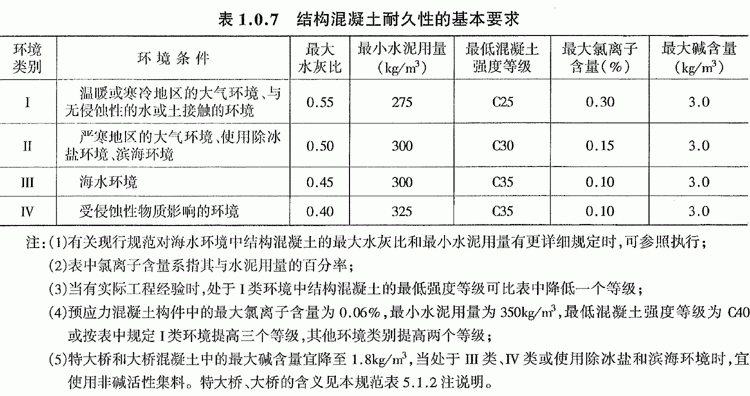 表 1.0.7 结构混凝土耐久性的基本要求
环境类别 环境条件 最大水灰比 最小水泥用量(kg/m³) 最低混凝土强度等级 最大氯离子含量(%) 最大碱含量(kg/m³)
I 温暖或寒冷地区的大气环境、与无侵蚀性的水或土接触的环境 0.55 275 C25 0.30 3.0
II 严寒地区的大气环境、使用除冰盐环境、滨海环境 0.50 300 C30 0.15 3.0
III 海水环境 0.45 300 C35 0.10 3.0
IV 受侵蚀性物质影响的环境 0.40 325 C35 0.10 3.0
注:(1)有关现行规范对海水环境中结构混凝土的最大水灰比和最小水泥用量有更详细规定时,可参照执行;
(2)表中氯离子含量系指其与水泥用量的百分率;
(3)当有实际工程经验时,处于 I 类环境中结构混凝土的最低强度等级可比表中降低一个等级;
(4)预应力混凝土构件中的最大氯离子含量为 0.06%,最小水泥用量为 350kg/m³,最低混凝土强度等级为 C40
或按表中规定 I 类环境提高三个等级,其他环境类别提高两个等级;
(5)特大桥和大桥混凝土中的最大碱含量宜降至 1.8kg/m³,当处于 III 类、IV 类或使用除冰盐和滨海环境时,宜
使用非碱活性集料。特大桥、大桥的含义见本规范表 5.1.2 注说明。